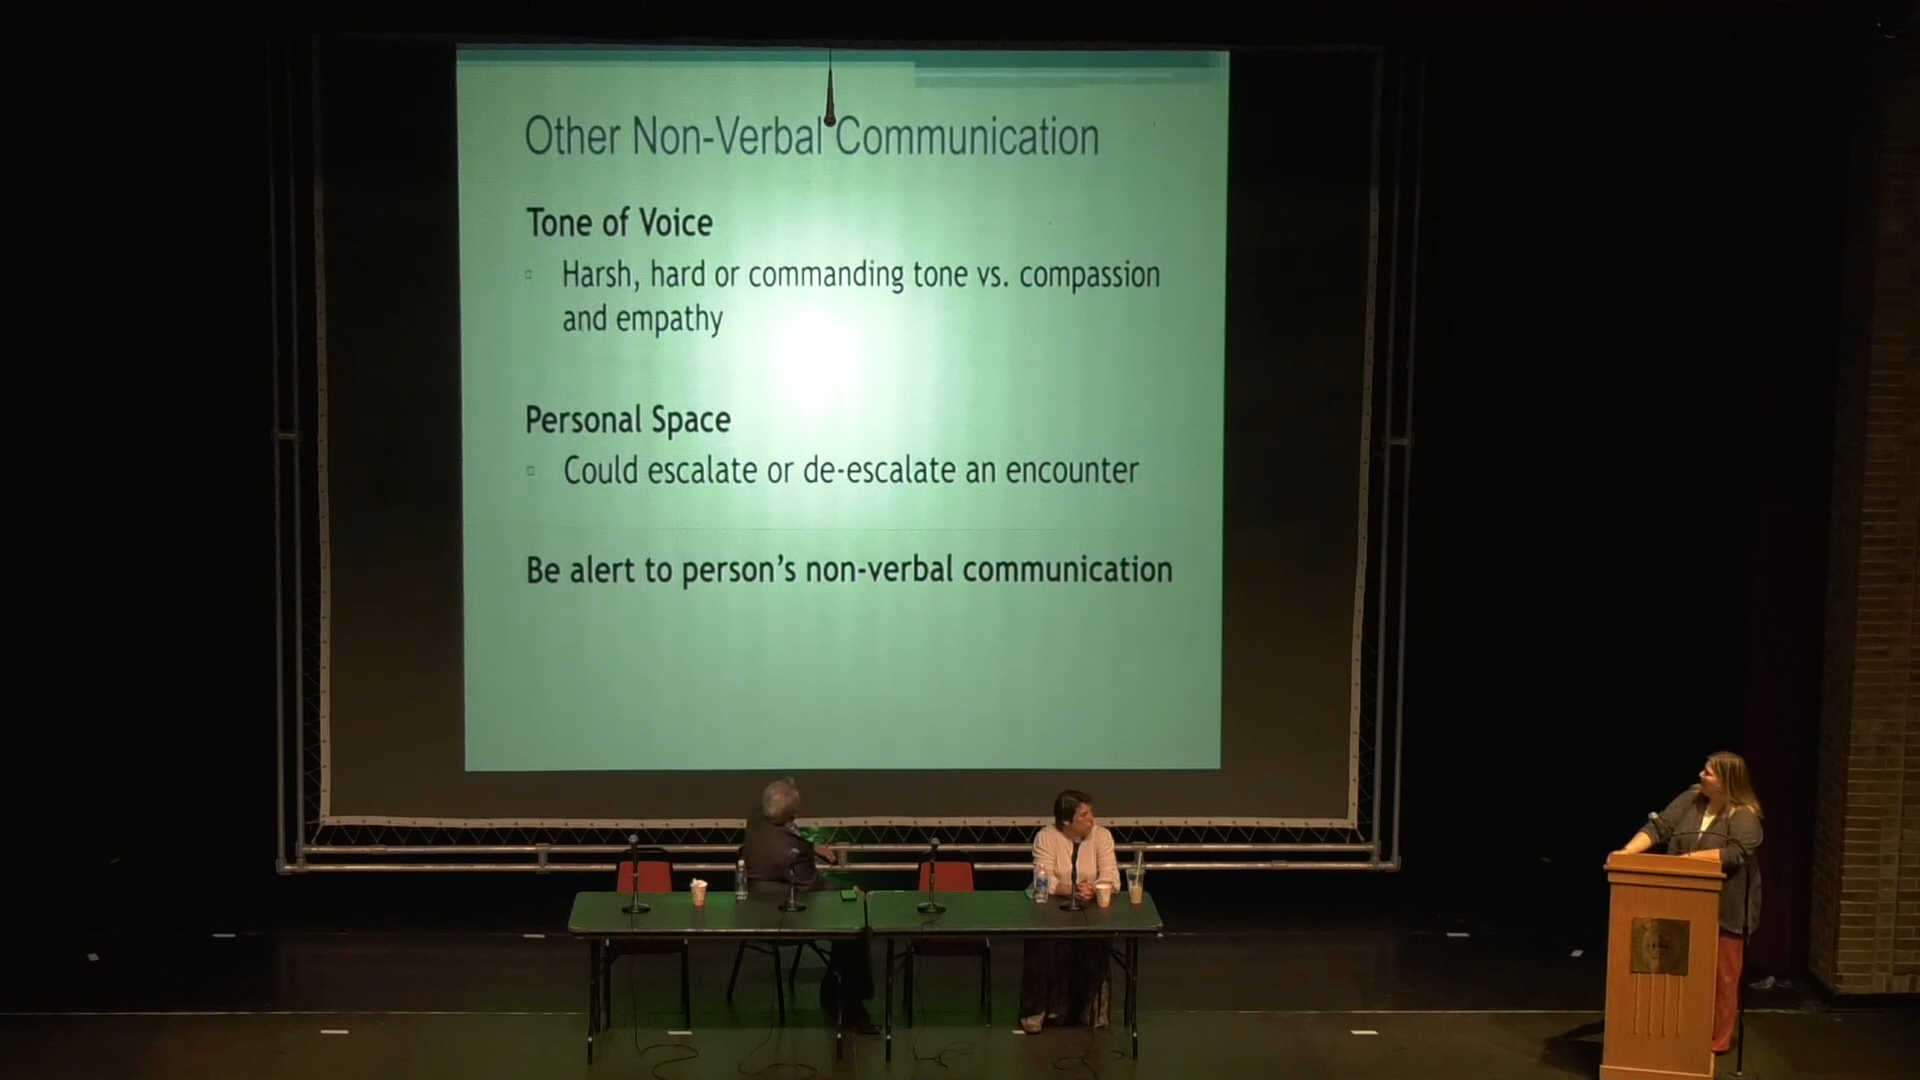 Other Non-Verbal Communication
Tone of Voice
Harsh, hard or commanding tone vs. compassion
and empathy
Personal Space
Could escalate or de-escalate an encounter
Be alert to person's non-verbal communication